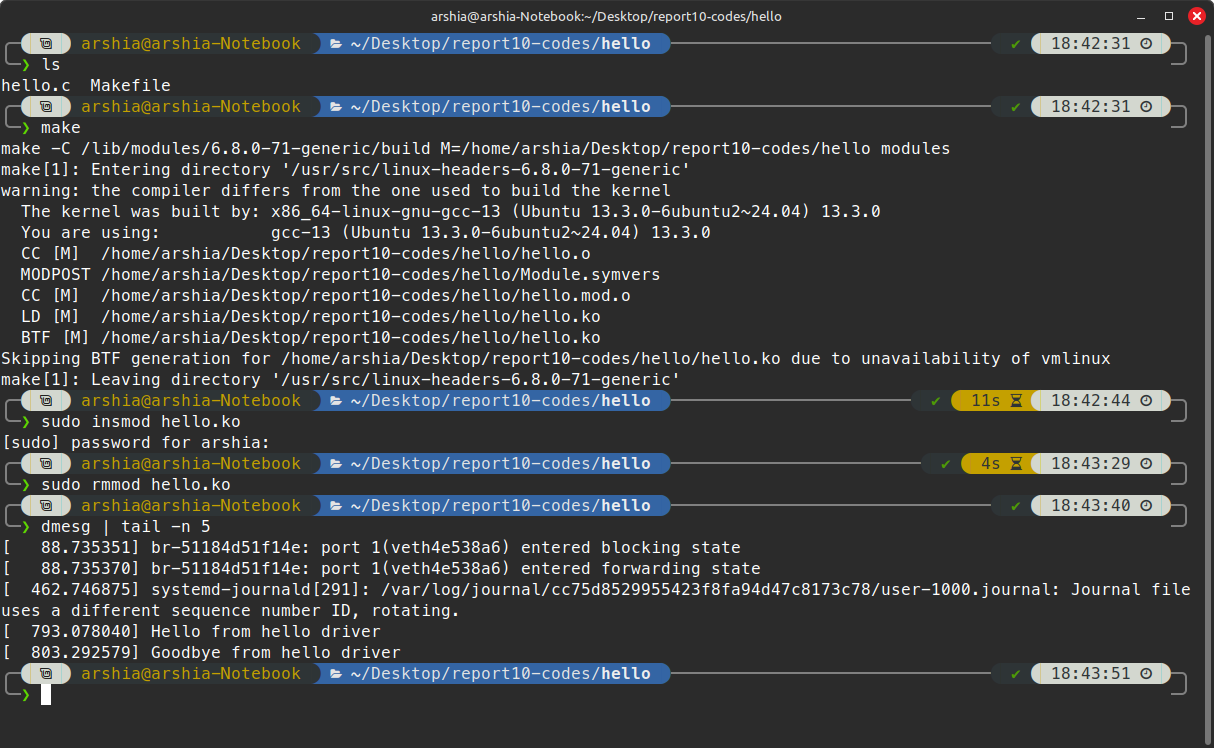 arshia@arshia-Notebook:~/Desktop/report10-codes/hello
arshia@arshia-Notebook ~/Desktop/report10-codes/hello ✔ 18:42:31
❯ ls
hello.c  Makefile
arshia@arshia-Notebook ~/Desktop/report10-codes/hello ✔ 18:42:31
❯ make
make -C /lib/modules/6.8.0-71-generic/build M=/home/arshia/Desktop/report10-codes/hello modules
make[1]: Entering directory '/usr/src/linux-headers-6.8.0-71-generic'
warning: the compiler differs from the one used to build the kernel
  The kernel was built by: x86_64-linux-gnu-gcc-13 (Ubuntu 13.3.0-6ubuntu2~24.04) 13.3.0
  You are using:           gcc-13 (Ubuntu 13.3.0-6ubuntu2~24.04) 13.3.0
  CC [M]  /home/arshia/Desktop/report10-codes/hello/hello.o
  MODPOST /home/arshia/Desktop/report10-codes/hello/Module.symvers
  CC [M]  /home/arshia/Desktop/report10-codes/hello/hello.mod.o
  LD [M]  /home/arshia/Desktop/report10-codes/hello/hello.ko
  BTF [M] /home/arshia/Desktop/report10-codes/hello/hello.ko
Skipping BTF generation for /home/arshia/Desktop/report10-codes/hello/hello.ko due to unavailability of vmlinux
make[1]: Leaving directory '/usr/src/linux-headers-6.8.0-71-generic'
arshia@arshia-Notebook ~/Desktop/report10-codes/hello ✔ 11s 18:42:44
❯ sudo insmod hello.ko
[sudo] password for arshia:
arshia@arshia-Notebook ~/Desktop/report10-codes/hello ✔ 4s 18:43:29
❯ sudo rmmod hello.ko
arshia@arshia-Notebook ~/Desktop/report10-codes/hello ✔ 18:43:40
❯ dmesg | tail -n 5
[   88.735351] br-51184d51f14e: port 1(veth4e538a6) entered blocking state
[   88.735370] br-51184d51f14e: port 1(veth4e538a6) entered forwarding state
[  462.746875] systemd-journald[291]: /var/log/journal/cc75d8529955423f8fa94d47c8173c78/user-1000.journal: Journal file
uses a different sequence number ID, rotating.
[  793.078040] Hello from hello driver
[  803.292579] Goodbye from hello driver
arshia@arshia-Notebook ~/Desktop/report10-codes/hello ✔ 18:43:51
❯